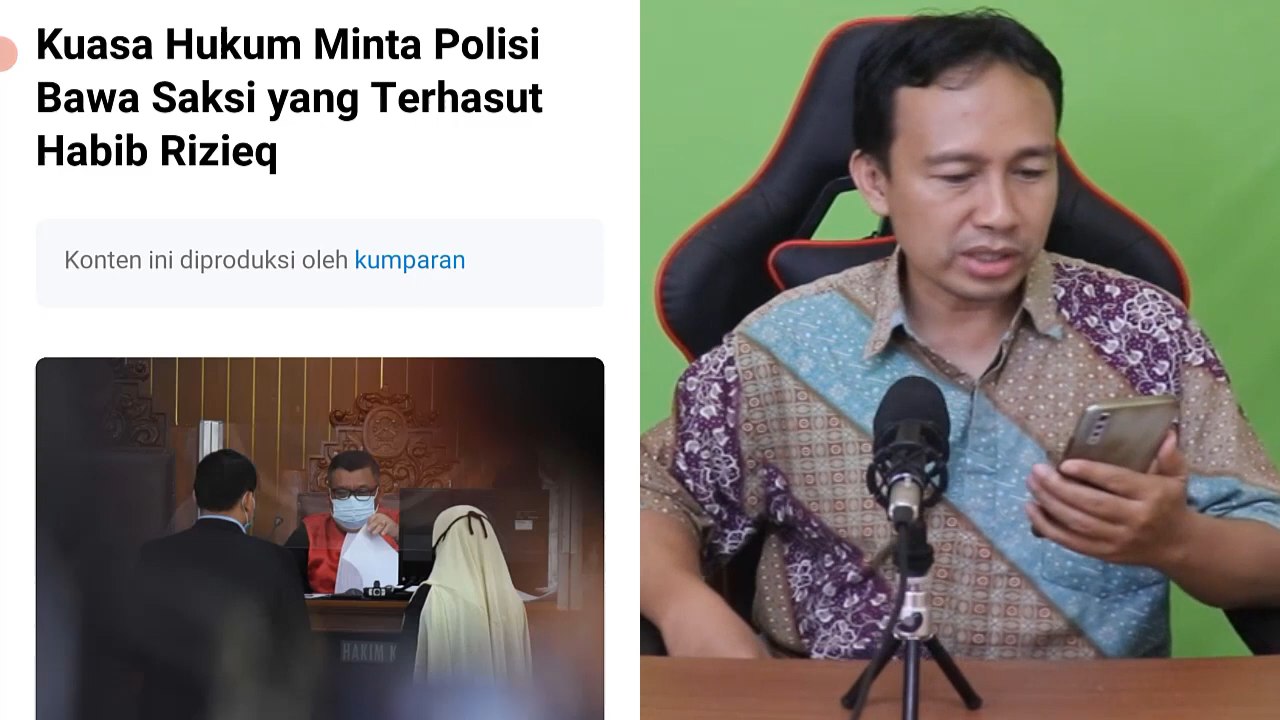 Kuasa Hukum Minta Polisi
Bawa Saksi yang Terhasut
Habib Rizieq
Konten ini diproduksi oleh kumparan
HAKIM K